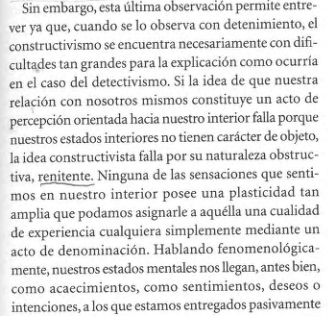 Sin embargo, esta última observación permite entre-
ver ya que, cuando se lo observa con detenimiento, el
constructivismo se encuentra necesariamente con difi-
cultades tan grandes para la explicación como ocurría
en el caso del detectivismo. Si la idea de que nuestra
relación con nosotros mismos constituye un acto de
percepción orientada hacia nuestro interior falla porque
nuestros estados interiores no tienen carácter de objeto,
la idea constructivista falla por su naturaleza obstruc-
tiva, renitente. Ninguna de las sensaciones que senti-
mos en nuestro interior posee una plasticidad tan
amplia que podamos asignarle a aquélla una cualidad
de experiencia cualquiera simplemente mediante un
acto de denominación. Hablando fenomenológica-
mente, nuestros estados mentales nos llegan, antes bien,
como acaecimientos, como sentimientos, deseos o
intenciones, a los que estamos entregados pasivamente